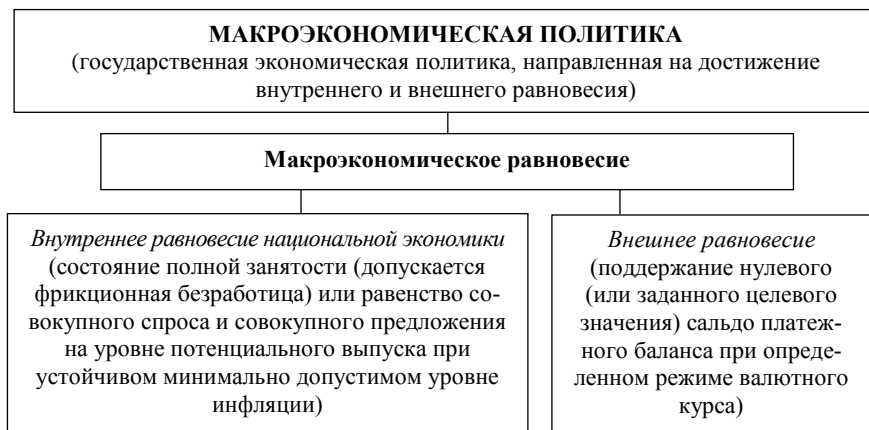 МАКРОЭКОНОМИЧЕСКАЯ ПОЛИТИКА
(государственная экономическая политика, направленная на достижение
внутреннего и внешнего равновесия)
Макроэкономическое равновесие
Внутреннее равновесие национальной экономики
(состояние полной занятости (допускается
фрикционная безработица) или равенство со-
вокупного спроса и совокупного предложения
на уровне потенциального выпуска при
устойчивом минимально допустимом уровне
инфляции)
Внешнее равновесие
(поддержание нулевого
(или заданного целевого
значения) сальдо платеж-
ного баланса при опреде-
ленном режиме валютного
курса)